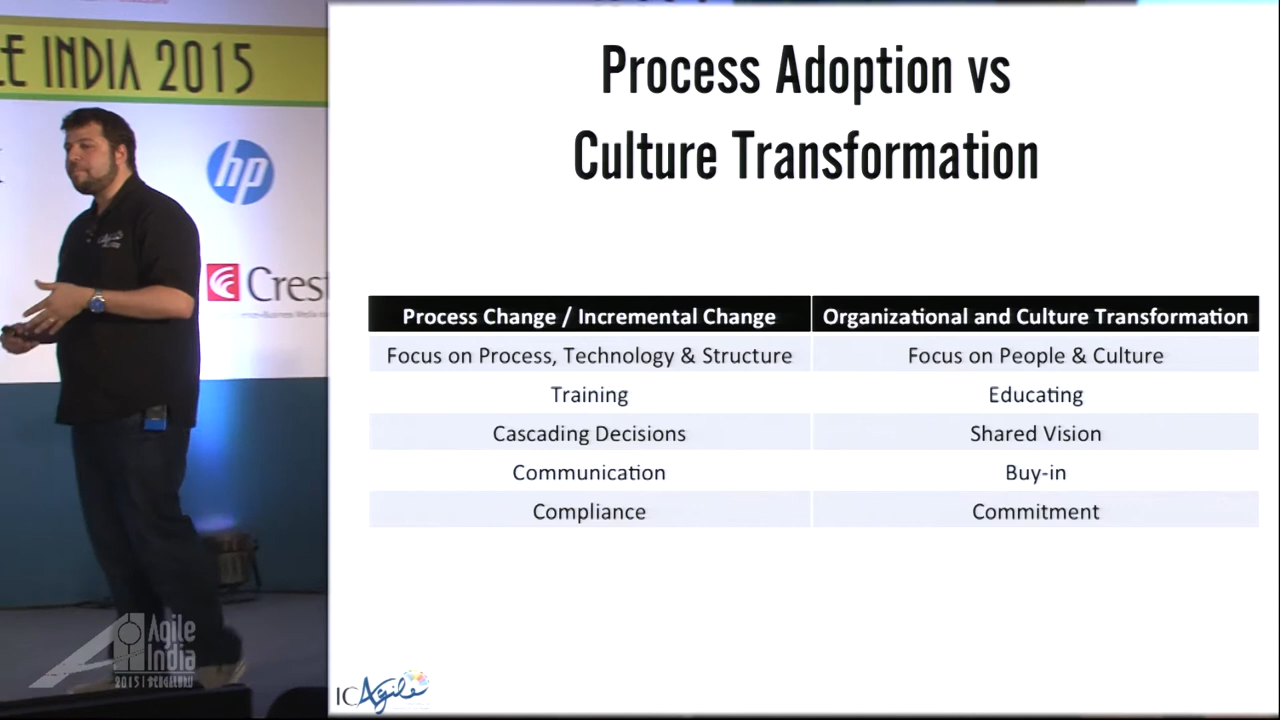 E INDIA 2015
hp
Crest
Process Adoption vs
Culture Transformation
Process Change / Incremental Change
Organizational and Culture Transformation
Focus on Process, Technology & Structure
Focus on People & Culture
Training
Educating
Cascading Decisions
Shared Vision
Communication
Buy-in
Compliance
Commitment
Agile
India
2015 | BENGALURU
ICAgile